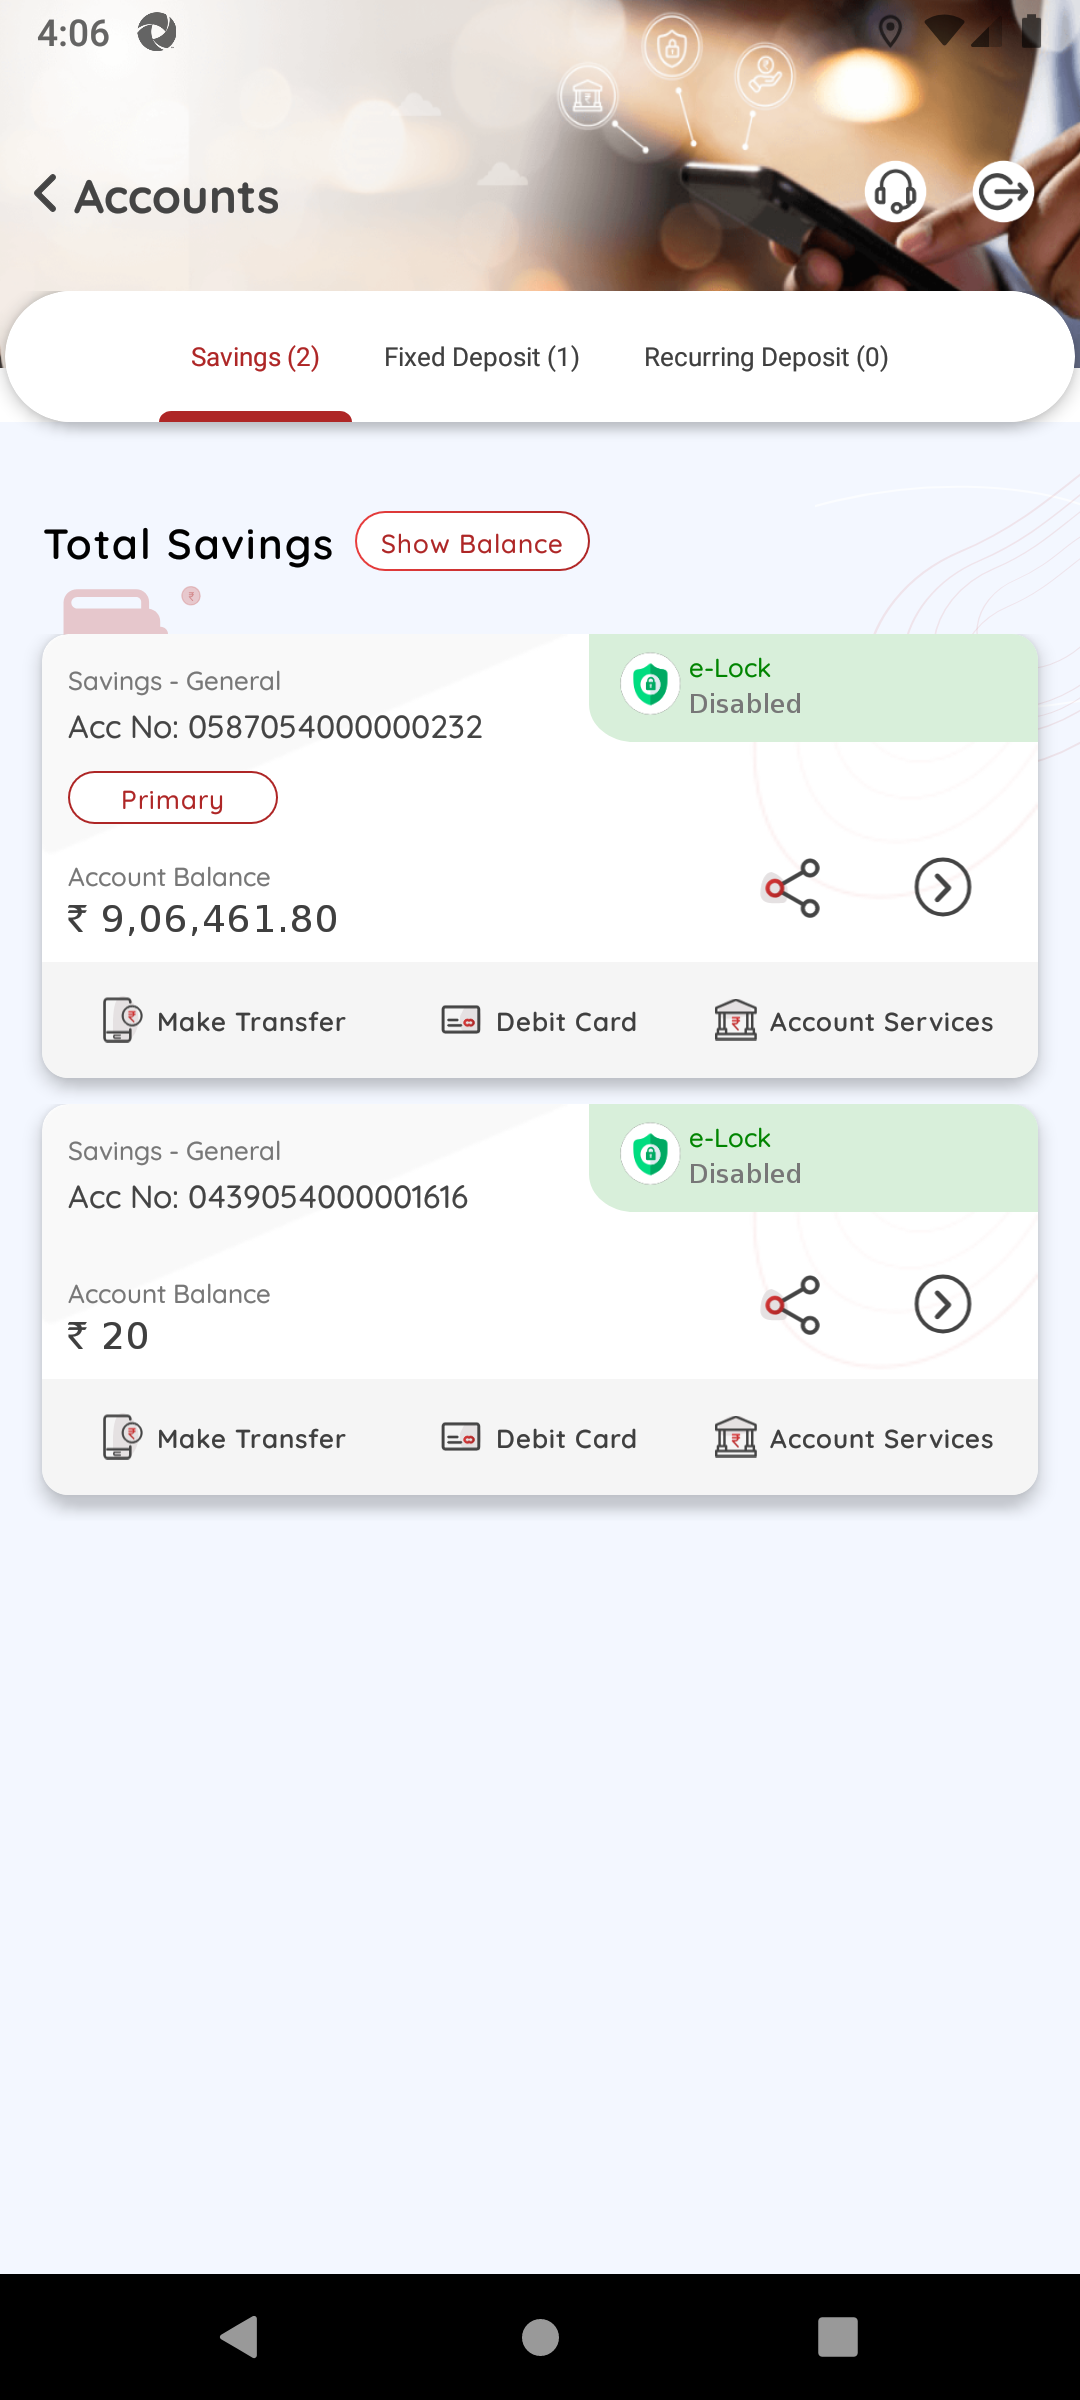 4:06
Accounts
Savings (2) Fixed Deposit (1) Recurring Deposit (0)
Total Savings Show Balance
Savings - General
e-Lock
Disabled
Acc No: 0587054000000232
Primary
Account Balance
₹ 9,06,461.80
Make Transfer Debit Card Account Services
Savings - General
e-Lock
Disabled
Acc No: 0439054000001616
Account Balance
₹ 20
Make Transfer Debit Card Account Services